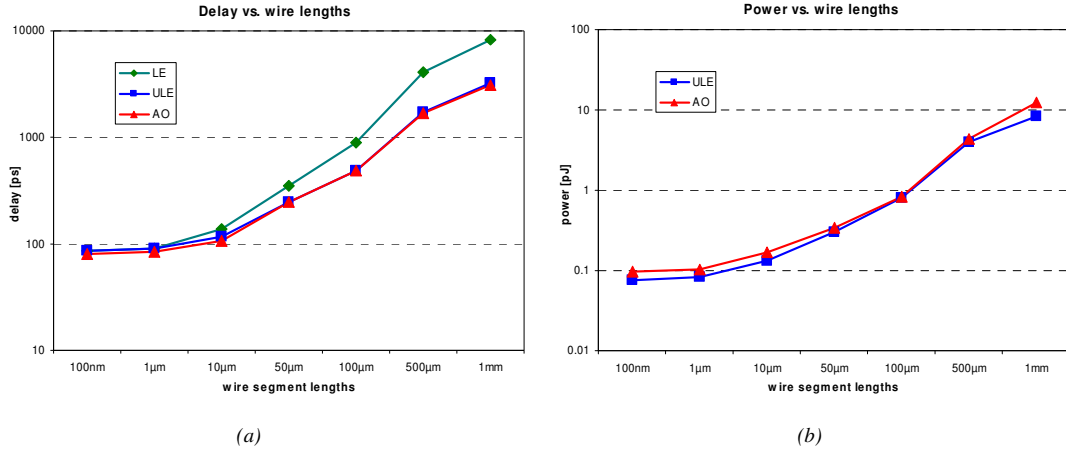 Delay vs. wire lengths
10000
1000
100
10
delay [ps]
LE
ULE
AO
100nm 1µm 10µm 50µm 100µm 500µm 1mm
wire segment lengths
(a)
Power vs. wire lengths
100
10
1
0.1
0.01
power [pJ]
ULE
AO
100nm 1µm 10µm 50µm 100µm 500µm 1mm
wire segment lengths
(b)